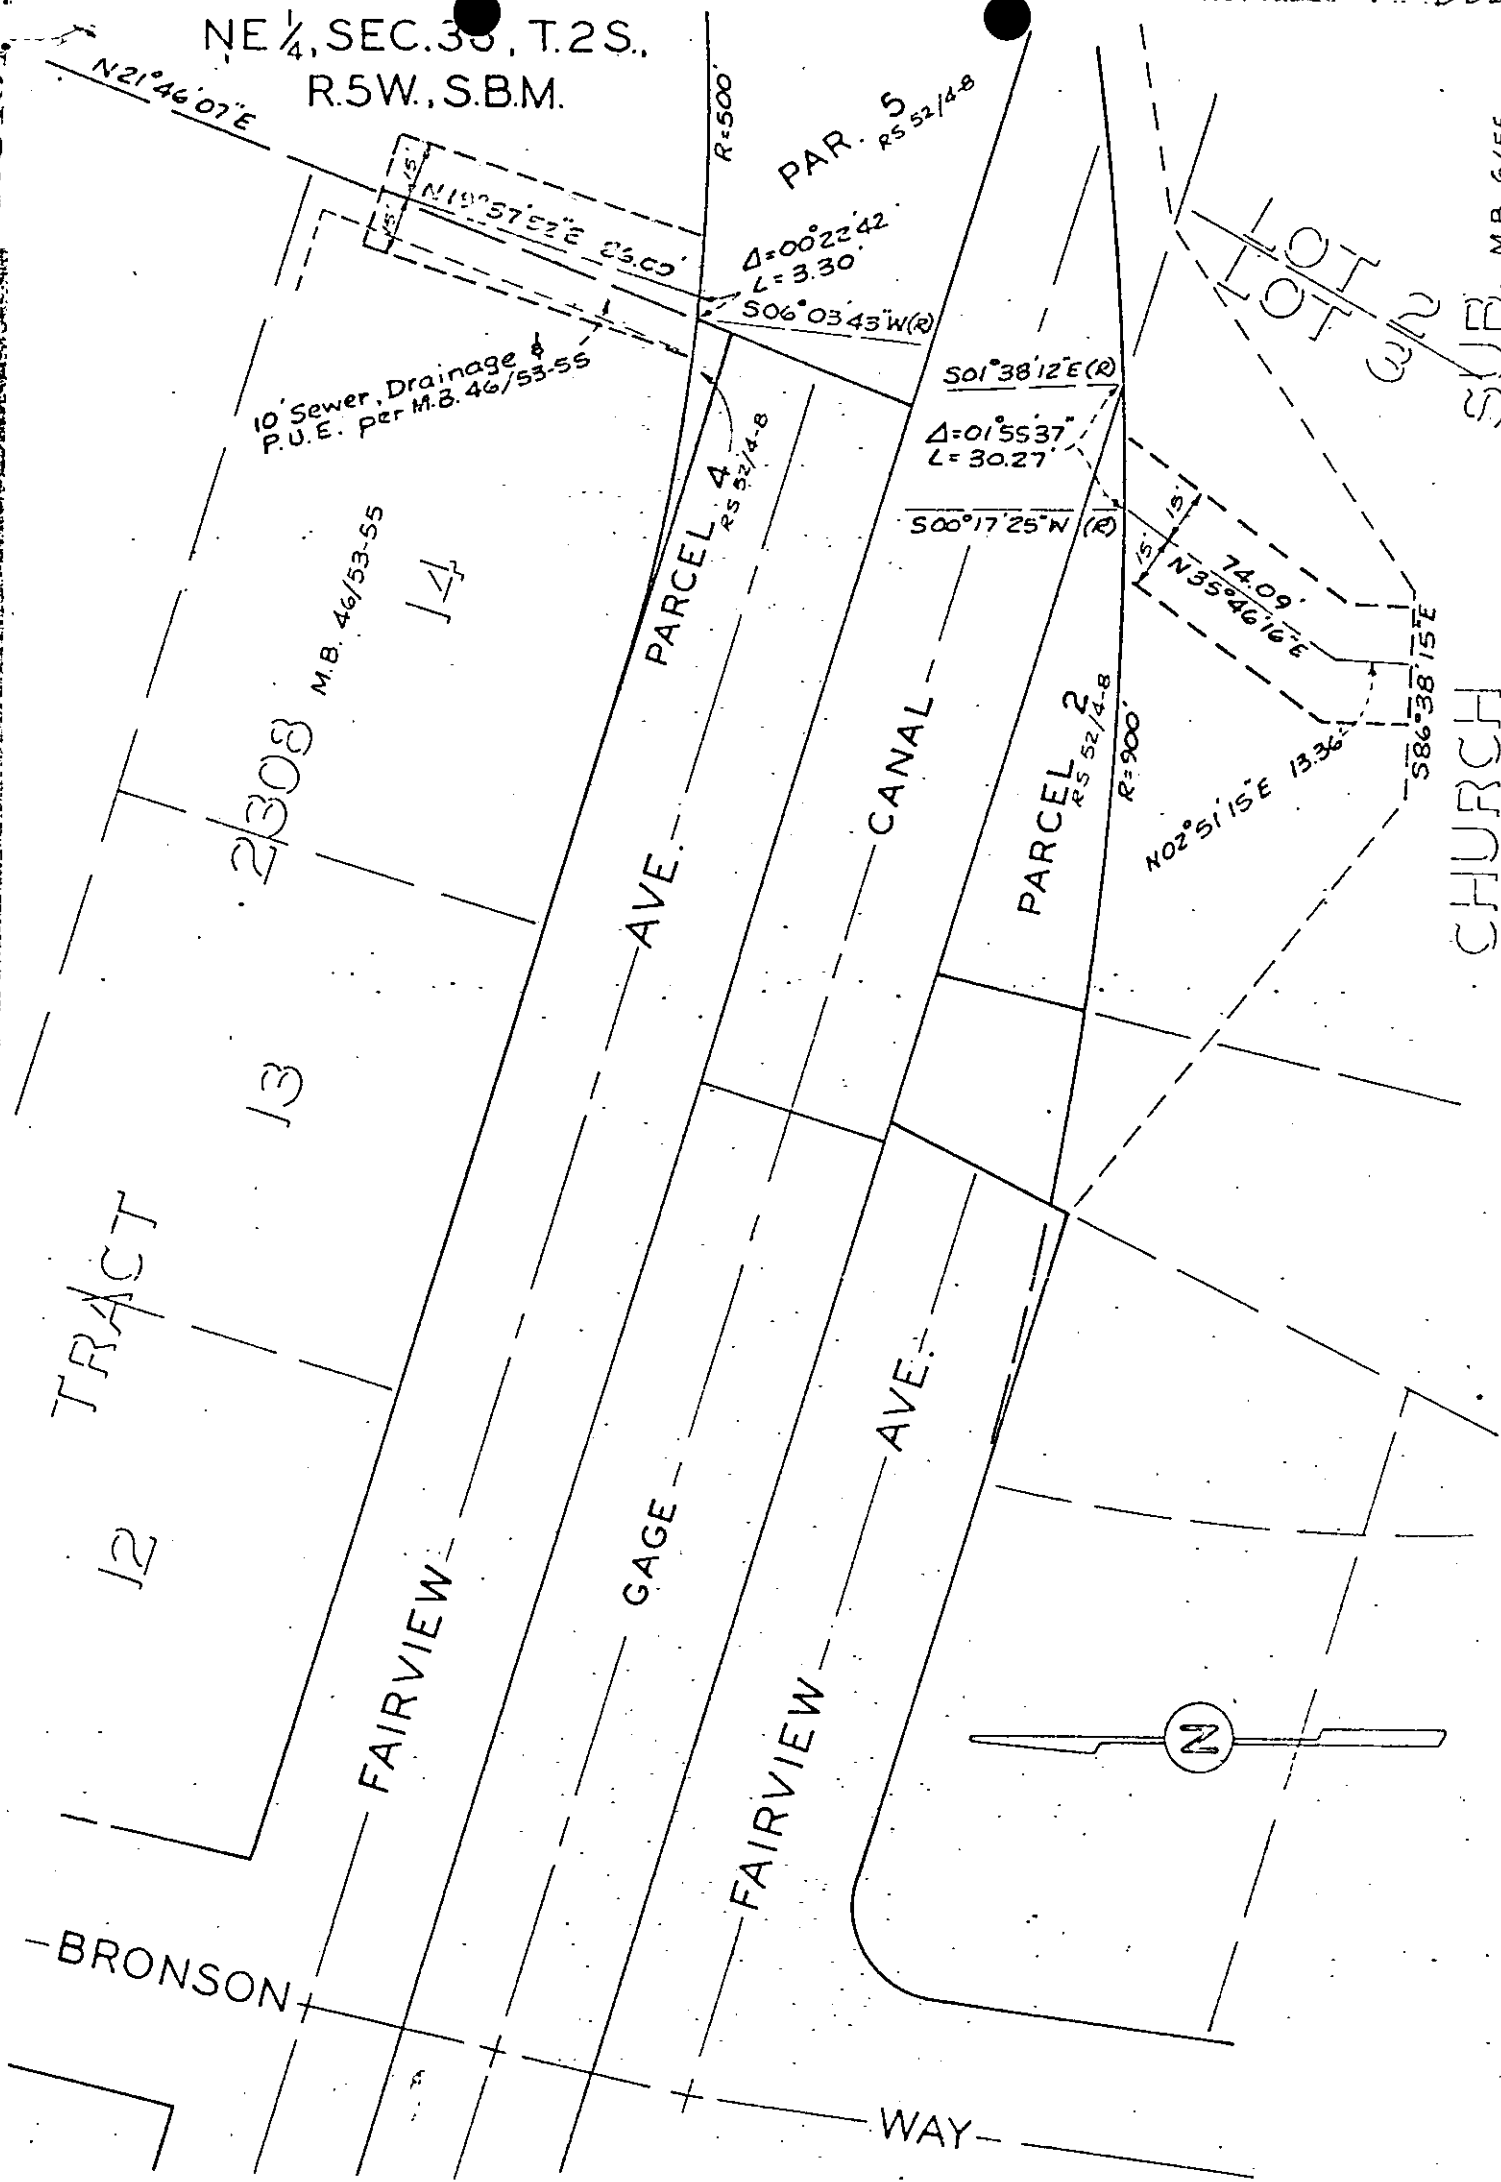 NE 1/4, SEC. 33, T.2S.,
R.5W., S.B.M.
N21°46'07"E
R=500'
PAR. 5
RS 52/4-8
15'
15'
N19°57'52"E
Δ=00°22'42"
L=3.30'
S06°03'43"W(R)
10' Sewer, Drainage &
P.U.E. per M.B. 46/53-55
S01°38'12"E(R)
Δ=01°55'37"
L=30.27'
S00°17'25"W (R)
15'
15'
74.09'
N35°46'16"E
LOT 2
LOT 3
SUB.
S86°38'15"E
N02°51'15"E 13.36'
CHURCH
PARCEL 4
RS 52/4-8
PARCEL 2
RS 52/4-8
R=900'
TRACT 2308
M.B. 46/53-55
14
13
12
FAIRVIEW AVE.
GAGE CANAL
FAIRVIEW AVE.
N
BRONSON WAY